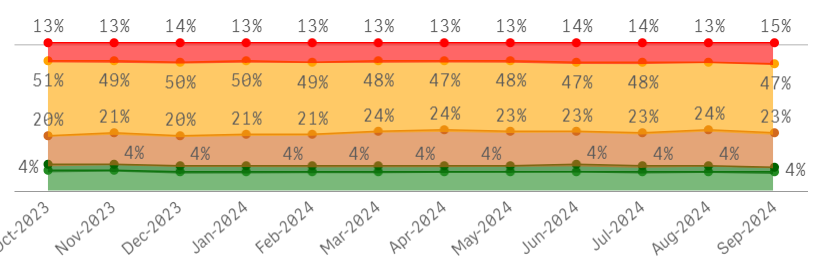 13% 13% 14% 13% 13% 13% 13% 13% 14% 14% 13% 15%
51% 49% 50% 50% 49% 48% 47% 48% 47% 48% 47%
20% 21% 20% 21% 21% 24% 24% 23% 23% 23% 24% 23%
4% 4% 4% 4% 4% 4% 4% 4% 4% 4%
ct-2023 Nov-2023 Dec-2023 Jan-2024 Feb-2024 Mar-2024 Apr-2024 May-2024 Jun-2024 Jul-2024 Aug-2024 Sep-2024